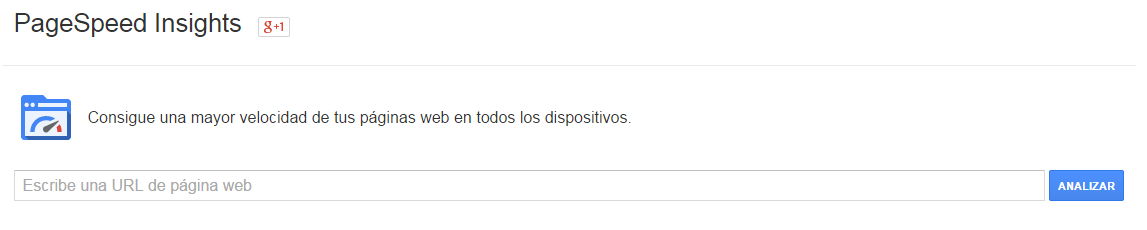 PageSpeed Insights g+1
Consigue una mayor velocidad de tus páginas web en todos los dispositivos.
Escribe una URL de página web ANALIZAR